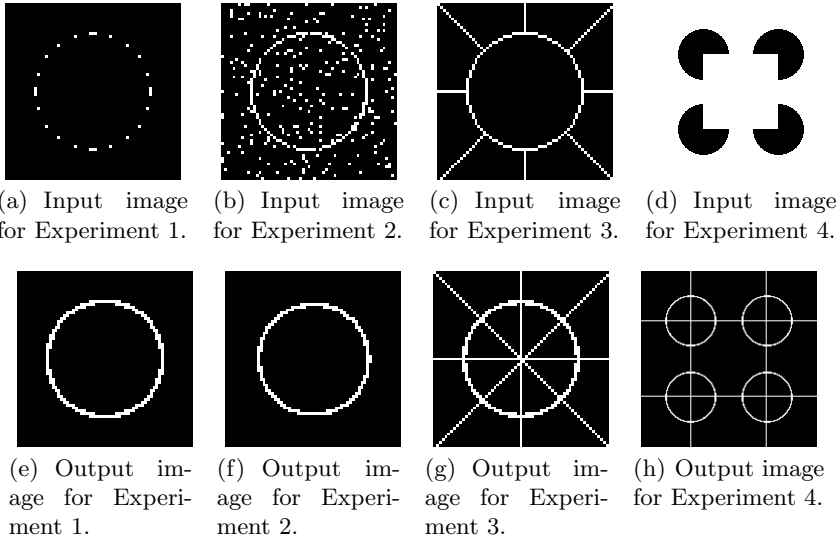 (a) Input image
for Experiment 1.
(b) Input image
for Experiment 2.
(c) Input image
for Experiment 3.
(d) Input image
for Experiment 4.
(e) Output im-
age for Experi-
ment 1.
(f) Output im-
age for Experi-
ment 2.
(g) Output im-
age for Experi-
ment 3.
(h) Output image
for Experiment 4.